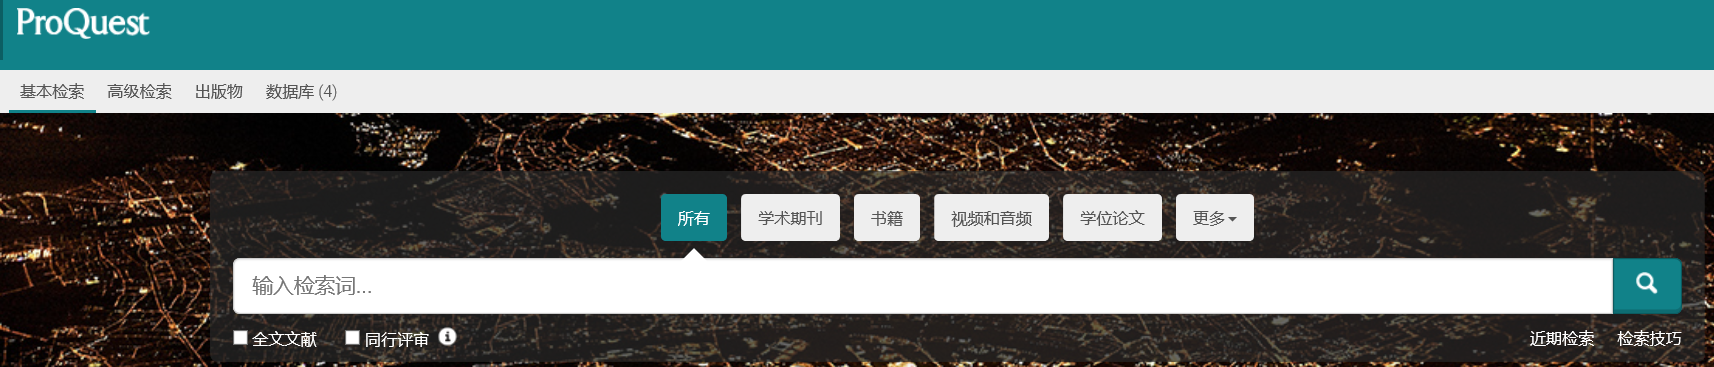 ProQuest
基本检索 高级检索 出版物 数据库 (4)
所有 学术期刊 书籍 视频和音频 学位论文 更多
输入检索词...
全文文献 同行评审 近期检索 检索技巧